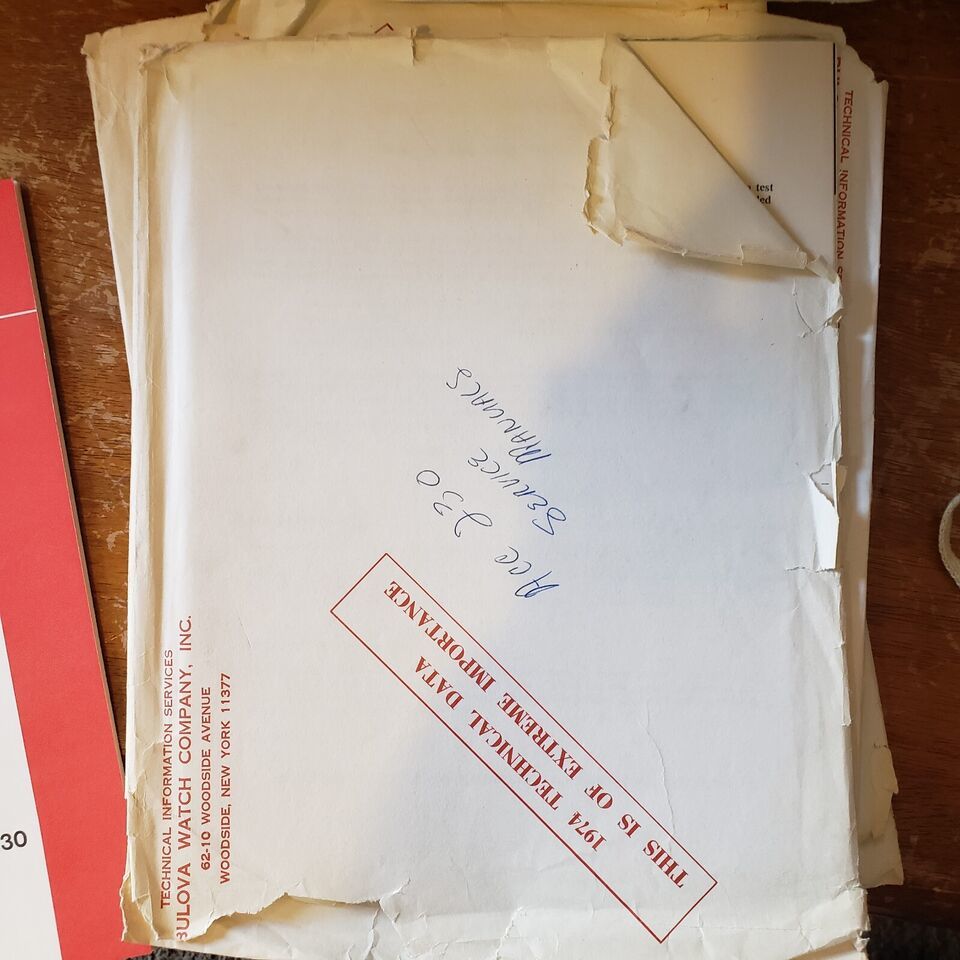 TECHNICAL INFORMATION SERVICES
BULOVA WATCH COMPANY, INC.
62-10 WOODSIDE AVENUE
WOODSIDE, NEW YORK 11377
Acc 230
SERVICE MANUALS
1974 TECHNICAL DATA
THIS IS OF EXTREME IMPORTANCE
TECHNICAL INFORMATION
test
30